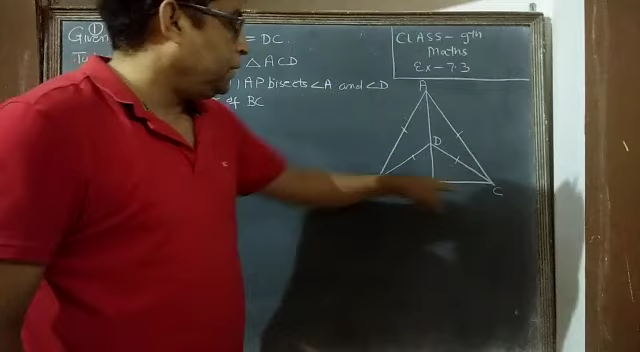 ①
Given = DC.
To △ACD
) AP bisects ∠A and ∠D
of BC
CLASS - 9th
Maths
Ex - 7.3
A
D
C